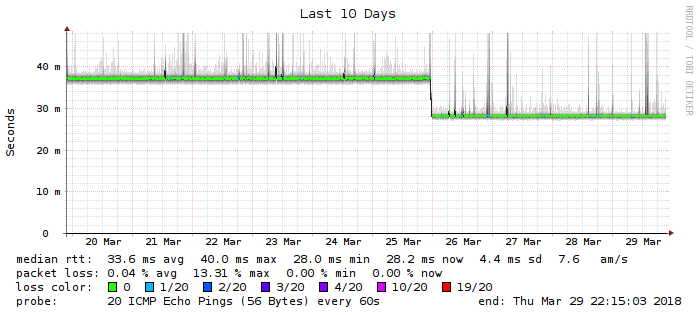 Last 10 Days
RRDTOOL / TOBI OETIKER
Seconds
40 m
30 m
20 m
10 m
0
20 Mar 21 Mar 22 Mar 23 Mar 24 Mar 25 Mar 26 Mar 27 Mar 28 Mar 29 Mar
median rtt: 33.6 ms avg 40.0 ms max 28.0 ms min 28.2 ms now 4.4 ms sd 7.6 am/s
packet loss: 0.04 % avg 13.31 % max 0.00 % min 0.00 % now
loss color: 0 1/20 2/20 3/20 4/20 10/20 19/20
probe: 20 ICMP Echo Pings (56 Bytes) every 60s end: Thu Mar 29 22:15:03 2018